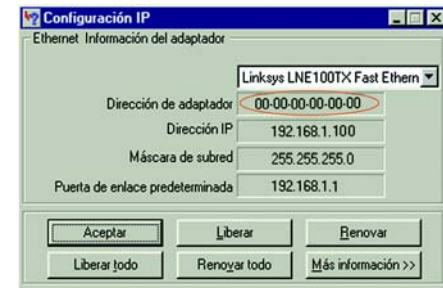 Configuración IP
Ethernet Información del adaptador
Linksys LNE100TX Fast Ethern
Dirección de adaptador 00-00-00-00-00-00
Dirección IP 192.168.1.100
Máscara de subred 255.255.255.0
Puerta de enlace predeterminada 192.168.1.1
Aceptar Liberar Renovar
Liberar todo Renovar todo Más información >>